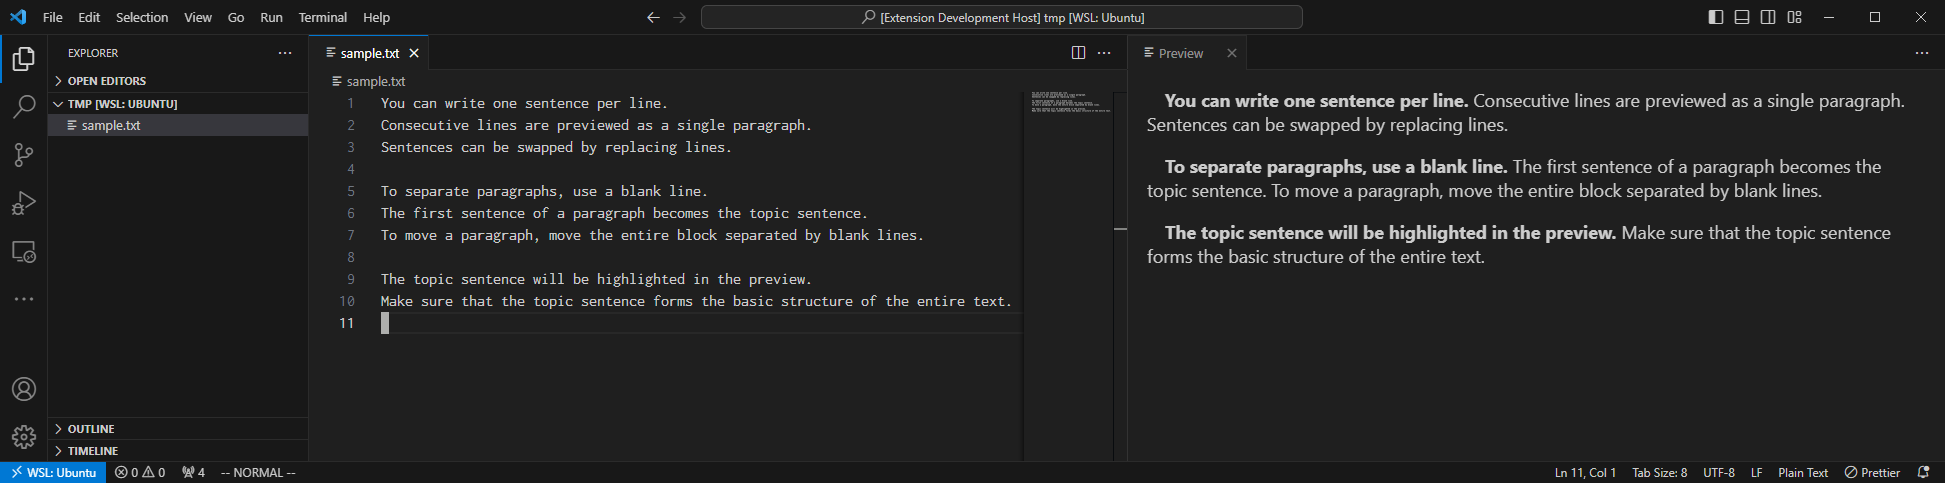 File Edit Selection View Go Run Terminal Help
[Extension Development Host] tmp [WSL: Ubuntu]
EXPLORER
OPEN EDITORS
TMP [WSL: UBUNTU]
sample.txt
OUTLINE
TIMELINE
sample.txt
sample.txt
1 You can write one sentence per line.
2 Consecutive lines are previewed as a single paragraph.
3 Sentences can be swapped by replacing lines.
4
5 To separate paragraphs, use a blank line.
6 The first sentence of a paragraph becomes the topic sentence.
7 To move a paragraph, move the entire block separated by blank lines.
8
9 The topic sentence will be highlighted in the preview.
10 Make sure that the topic sentence forms the basic structure of the entire text.
11
Preview
You can write one sentence per line. Consecutive lines are previewed as a single paragraph.
Sentences can be swapped by replacing lines.
To separate paragraphs, use a blank line. The first sentence of a paragraph becomes the
topic sentence. To move a paragraph, move the entire block separated by blank lines.
The topic sentence will be highlighted in the preview. Make sure that the topic sentence
forms the basic structure of the entire text.
WSL: Ubuntu 0 0 4 -- NORMAL -- Ln 11, Col 1 Tab Size: 8 UTF-8 LF Plain Text Prettier